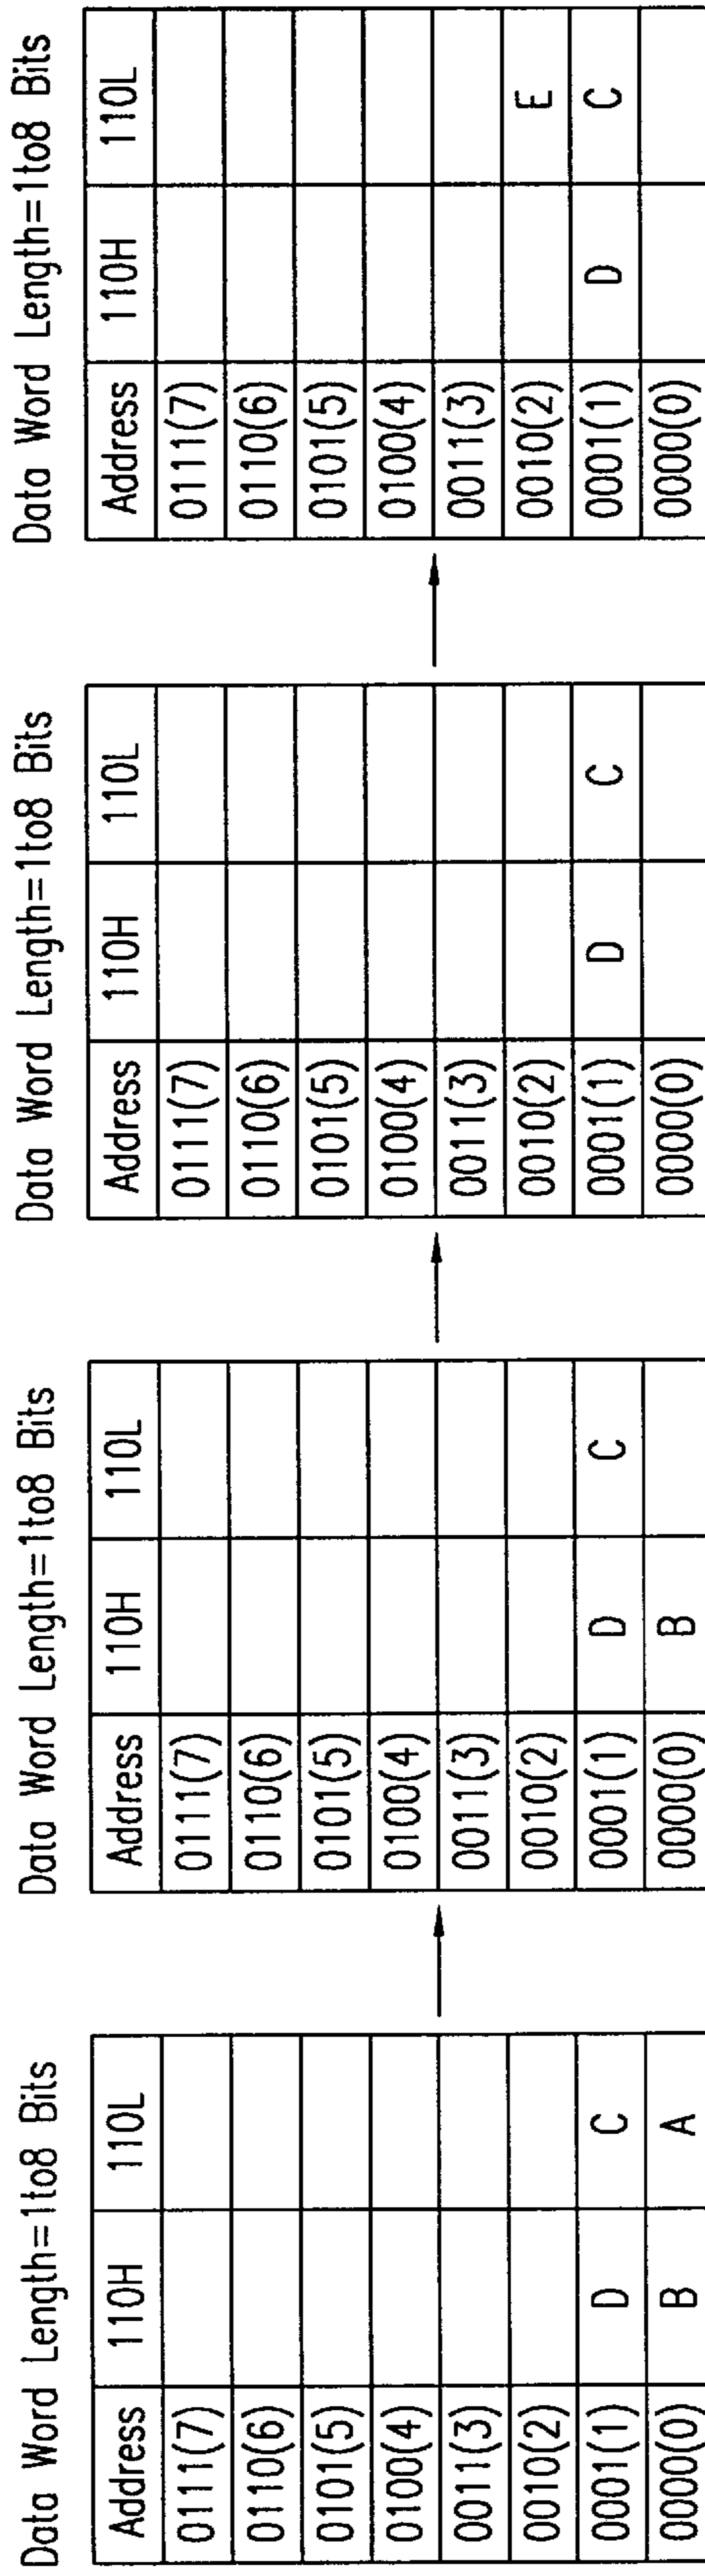 Data Word Length=1to8 Bits
Address 110H 110L
0111(7)
0110(6)
0101(5)
0100(4)
0011(3)
0010(2)
0001(1) D C
0000(0) B A
Data Word Length=1to8 Bits
Address 110H 110L
0111(7)
0110(6)
0101(5)
0100(4)
0011(3)
0010(2)
0001(1) D C
0000(0) B
Data Word Length=1to8 Bits
Address 110H 110L
0111(7)
0110(6)
0101(5)
0100(4)
0011(3)
0010(2)
0001(1) D C
0000(0)
Data Word Length=1to8 Bits
Address 110H 110L
0111(7)
0110(6)
0101(5)
0100(4)
0011(3)
0010(2) E
0001(1) D C
0000(0)